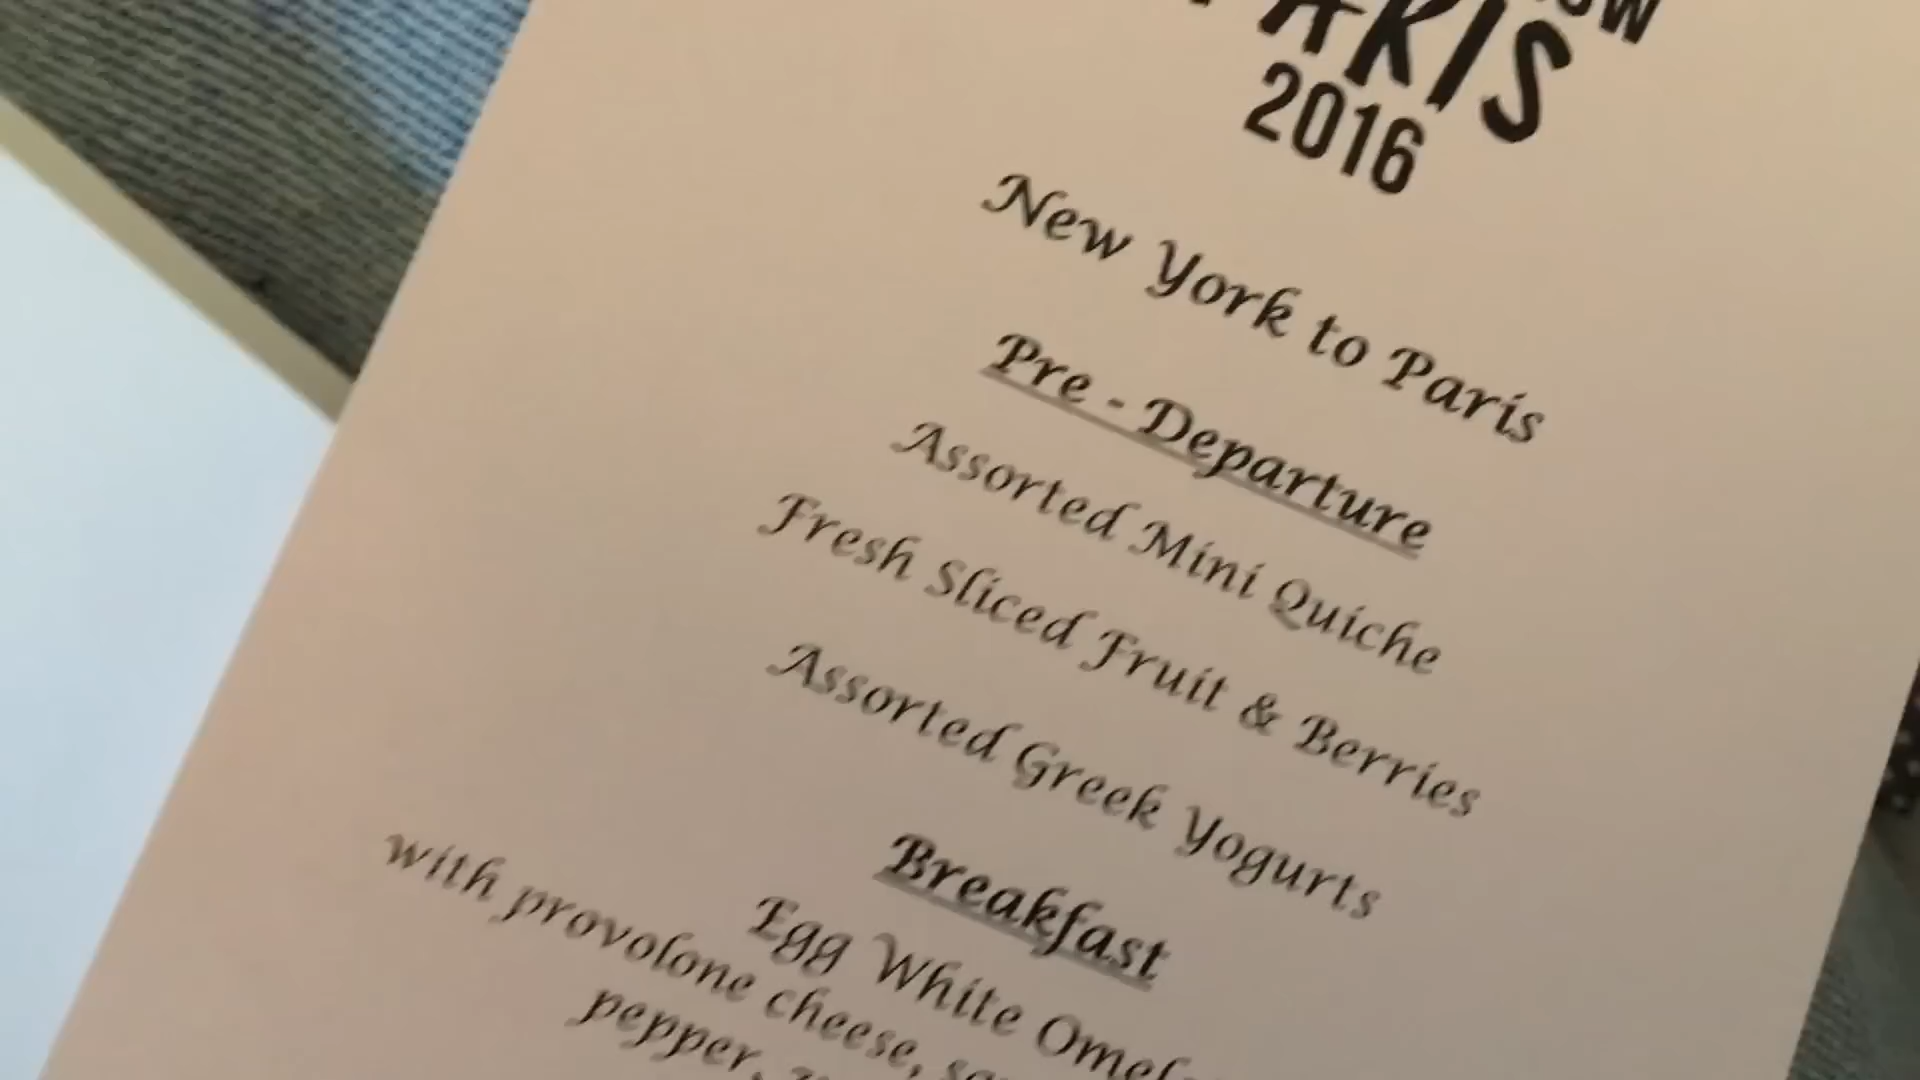 PARIS
2016
New York to Paris
Pre - Departure
Assorted Mini Quiche
Fresh Sliced Fruit & Berries
Assorted Greek Yogurts
Breakfast
Egg White
with provolone cheese,
pepper,